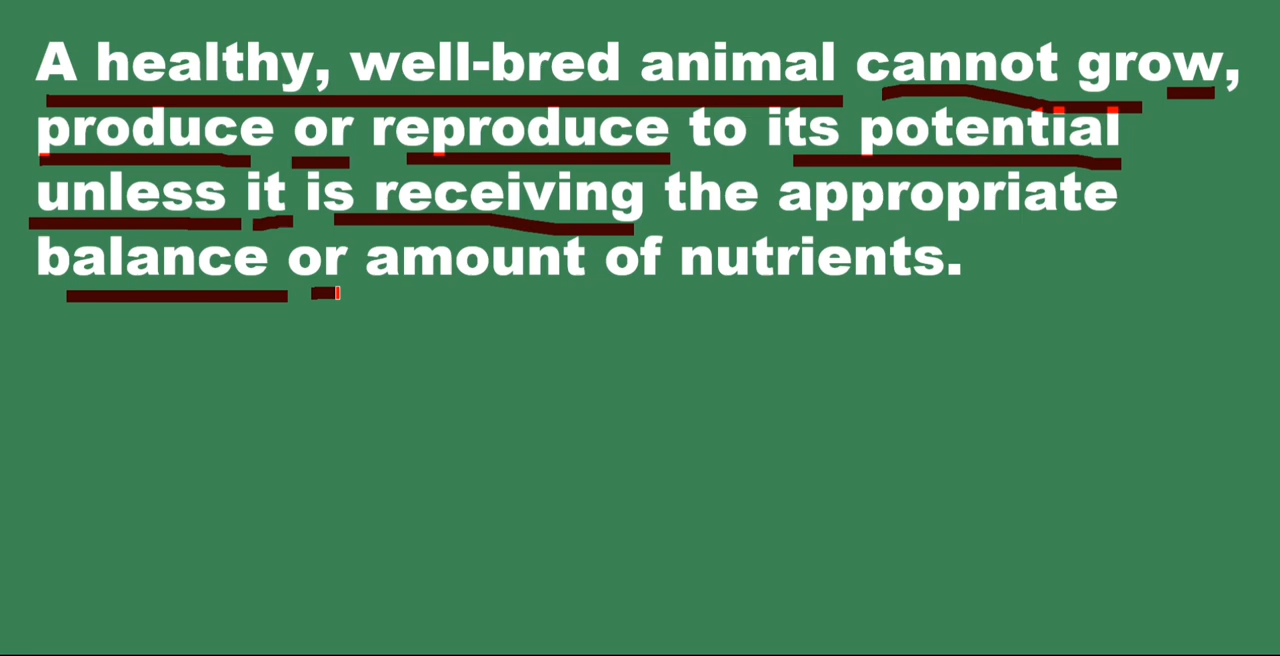 A healthy, well-bred animal cannot grow,
produce or reproduce to its potential
unless it is receiving the appropriate
balance or amount of nutrients.